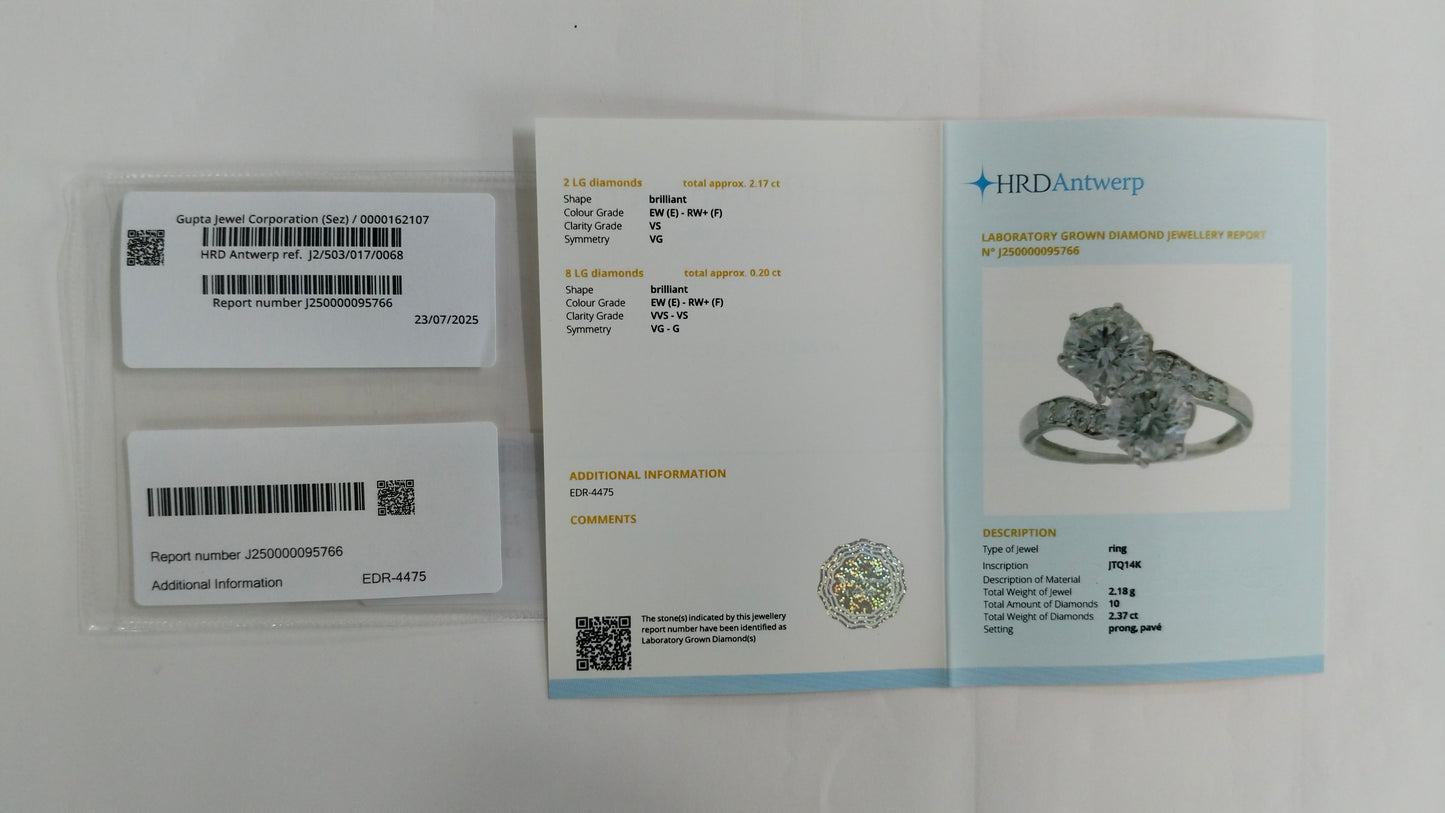 Gupta Jewel Corporation (Sez) / 0000162107
HRD Antwerp ref. J2/503/017/0068
Report number J250000095766
23/07/2025
Report number J250000095766
Additional Information EDR-4475
2 LG diamonds total approx. 2.17 ct
Shape brilliant
Colour Grade EW (E) - RW+ (F)
Clarity Grade VS
Symmetry VG
8 LG diamonds total approx. 0.20 ct
Shape brilliant
Colour Grade EW (E) - RW+ (F)
Clarity Grade VVS - VS
Symmetry VG - G
ADDITIONAL INFORMATION
EDR-4475
COMMENTS
The stone(s) indicated by this jewellery
report number have been identified as
Laboratory Grown Diamond(s)
HRDAntwerp
LABORATORY GROWN DIAMOND JEWELLERY REPORT
N° J250000095766
DESCRIPTION
Type of Jewel ring
Inscription JTQ14K
Description of Material
Total Weight of Jewel 2.18 g
Total Amount of Diamonds 10
Total Weight of Diamonds 2.37 ct
Setting prong, pavé